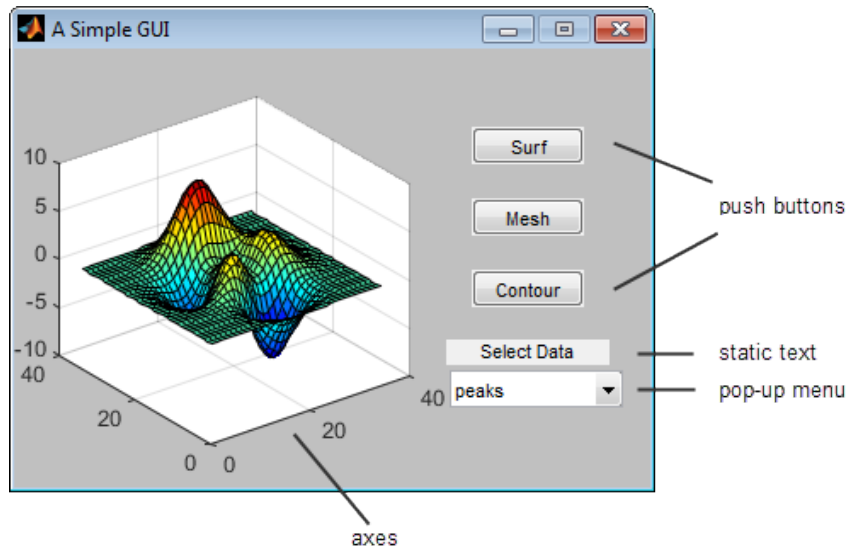 A Simple GUI
Surf
Mesh
Contour
push buttons
Select Data
static text
peaks
pop-up menu
10
5
0
-5
-10
40
20
0
0
20
40
axes